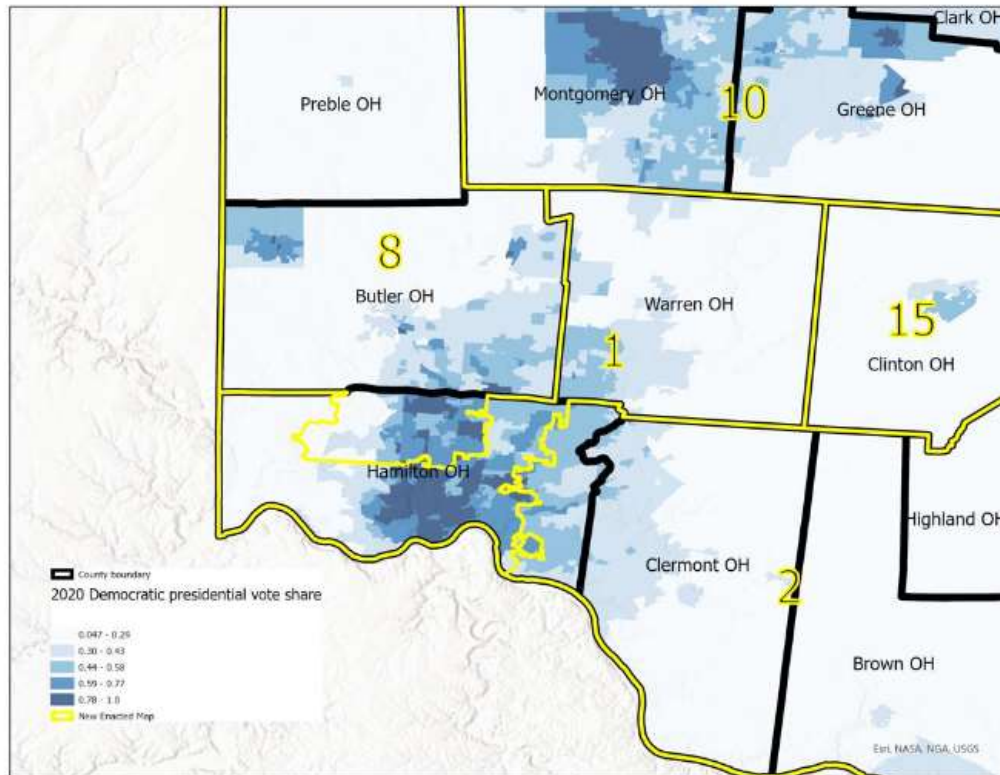 Clark OH
Preble OH
Montgomery OH
10
Greene OH
8
Butler OH
Warren OH
1
15
Clinton OH
Hamilton OH
Highland OH
Clermont OH
2
Brown OH
County boundary
2020 Democratic presidential vote share
0.047 - 0.29
0.30 - 0.43
0.44 - 0.58
0.59 - 0.77
0.78 - 1.0
New Enacted Map
Esri, NASA, NGA, USGS